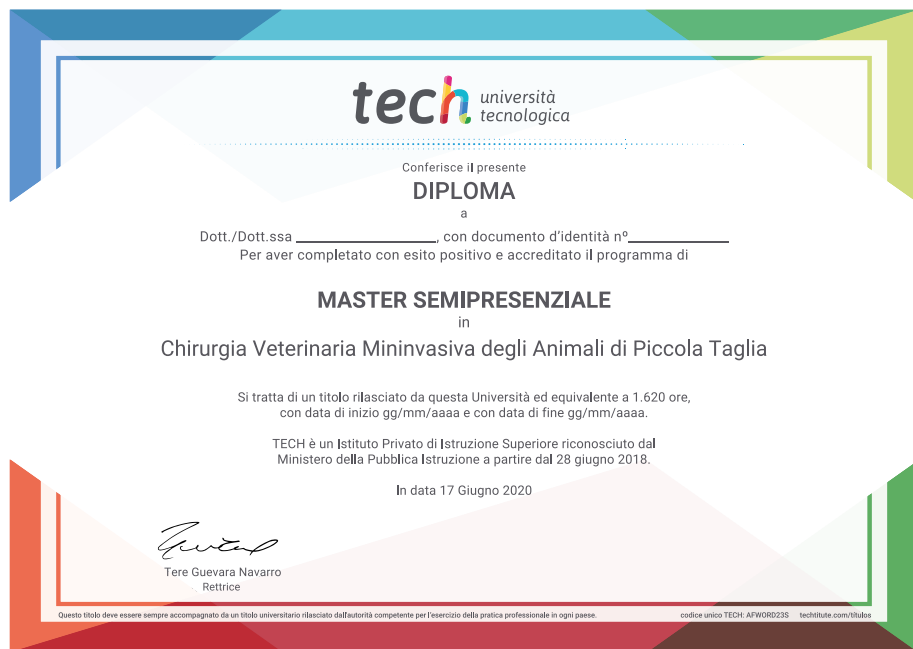 tech università
tecnologica
Conferisce il presente
DIPLOMA
a
Dott./Dott.ssa ________________, con documento d'identità nº____________
Per aver completato con esito positivo e accreditato il programma di
MASTER SEMIPRESENZIALE
in
Chirurgia Veterinaria Mininvasiva degli Animali di Piccola Taglia
Si tratta di un titolo rilasciato da questa Università ed equivalente a 1.620 ore,
con data di inizio gg/mm/aaaa e con data di fine gg/mm/aaaa.
TECH è un Istituto Privato di Istruzione Superiore riconosciuto dal
Ministero della Pubblica Istruzione a partire dal 28 giugno 2018.
In data 17 Giugno 2020
Tere Guevara Navarro
Rettrice
Questo titolo deve essere sempre accompagnato da un titolo universitario rilasciato dall'autorità competente per l'esercizio della pratica professionale in ogni paese. codice unico TECH: AFWORD23S techtitute.com/títulos